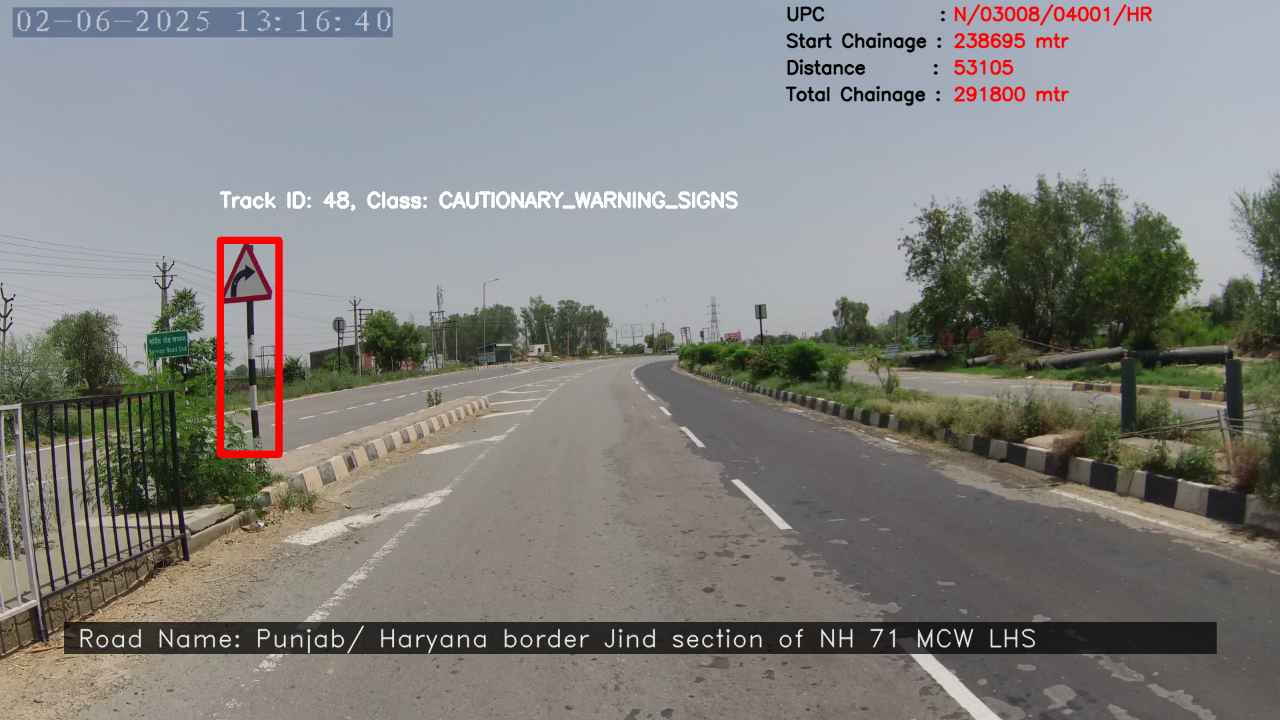 02-06-2025 13:16:40
UPC : N/03008/04001/HR
Start Chainage : 238695 mtr
Distance : 53105
Total Chainage : 291800 mtr
Track ID: 48, Class: CAUTIONARY_WARNING_SIGNS
Road Name: Punjab/ Haryana border Jind section of NH 71 MCW LHS